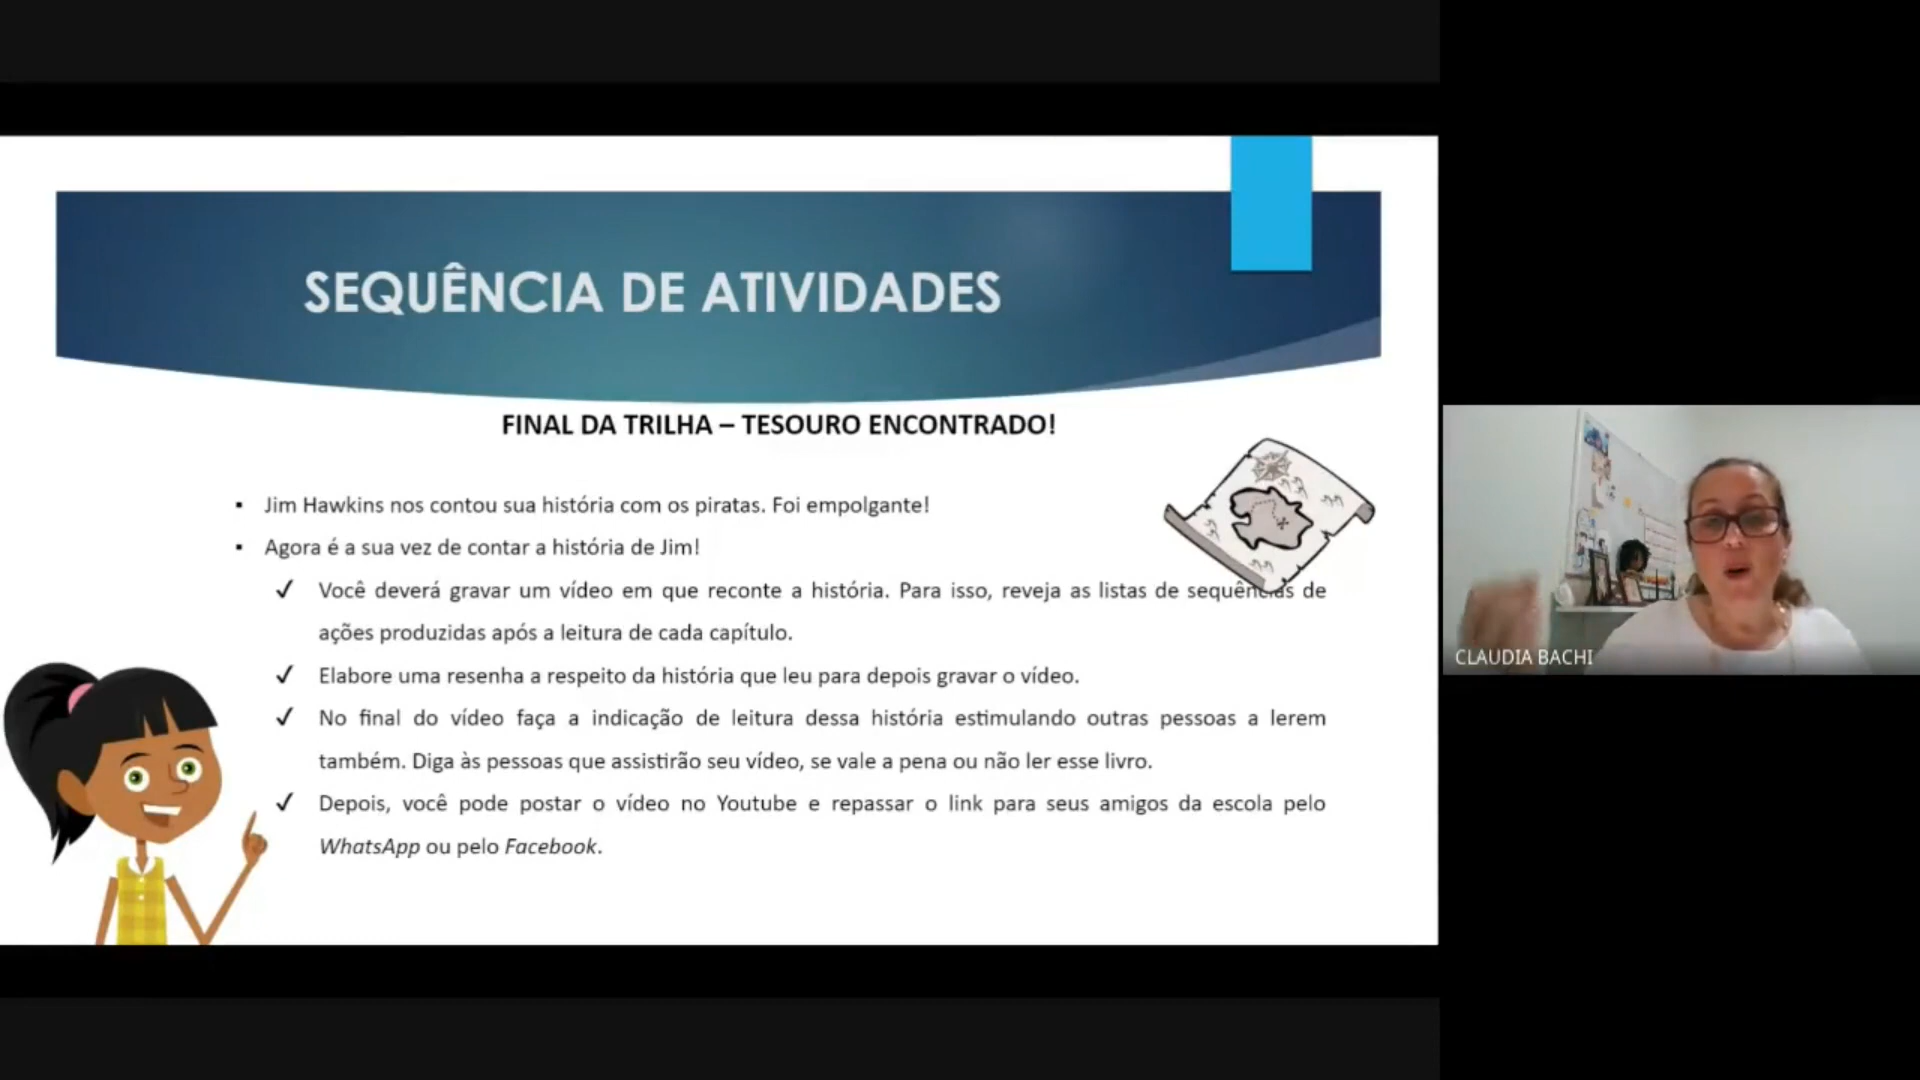 SEQUÊNCIA DE ATIVIDADES
FINAL DA TRILHA – TESOURO ENCONTRADO!
▪ Jim Hawkins nos contou sua história com os piratas. Foi empolgante!
▪ Agora é a sua vez de contar a história de Jim!
✓ Você deverá gravar um vídeo em que reconte a história. Para isso, reveja as listas de sequências de
ações produzidas após a leitura de cada capítulo.
✓ Elabore uma resenha a respeito da história que leu para depois gravar o vídeo.
✓ No final do vídeo faça a indicação de leitura dessa história estimulando outras pessoas a lerem
também. Diga às pessoas que assistirão seu vídeo, se vale a pena ou não ler esse livro.
✓ Depois, você pode postar o vídeo no Youtube e repassar o link para seus amigos da escola pelo
WhatsApp ou pelo Facebook.
CLAUDIA BACHI